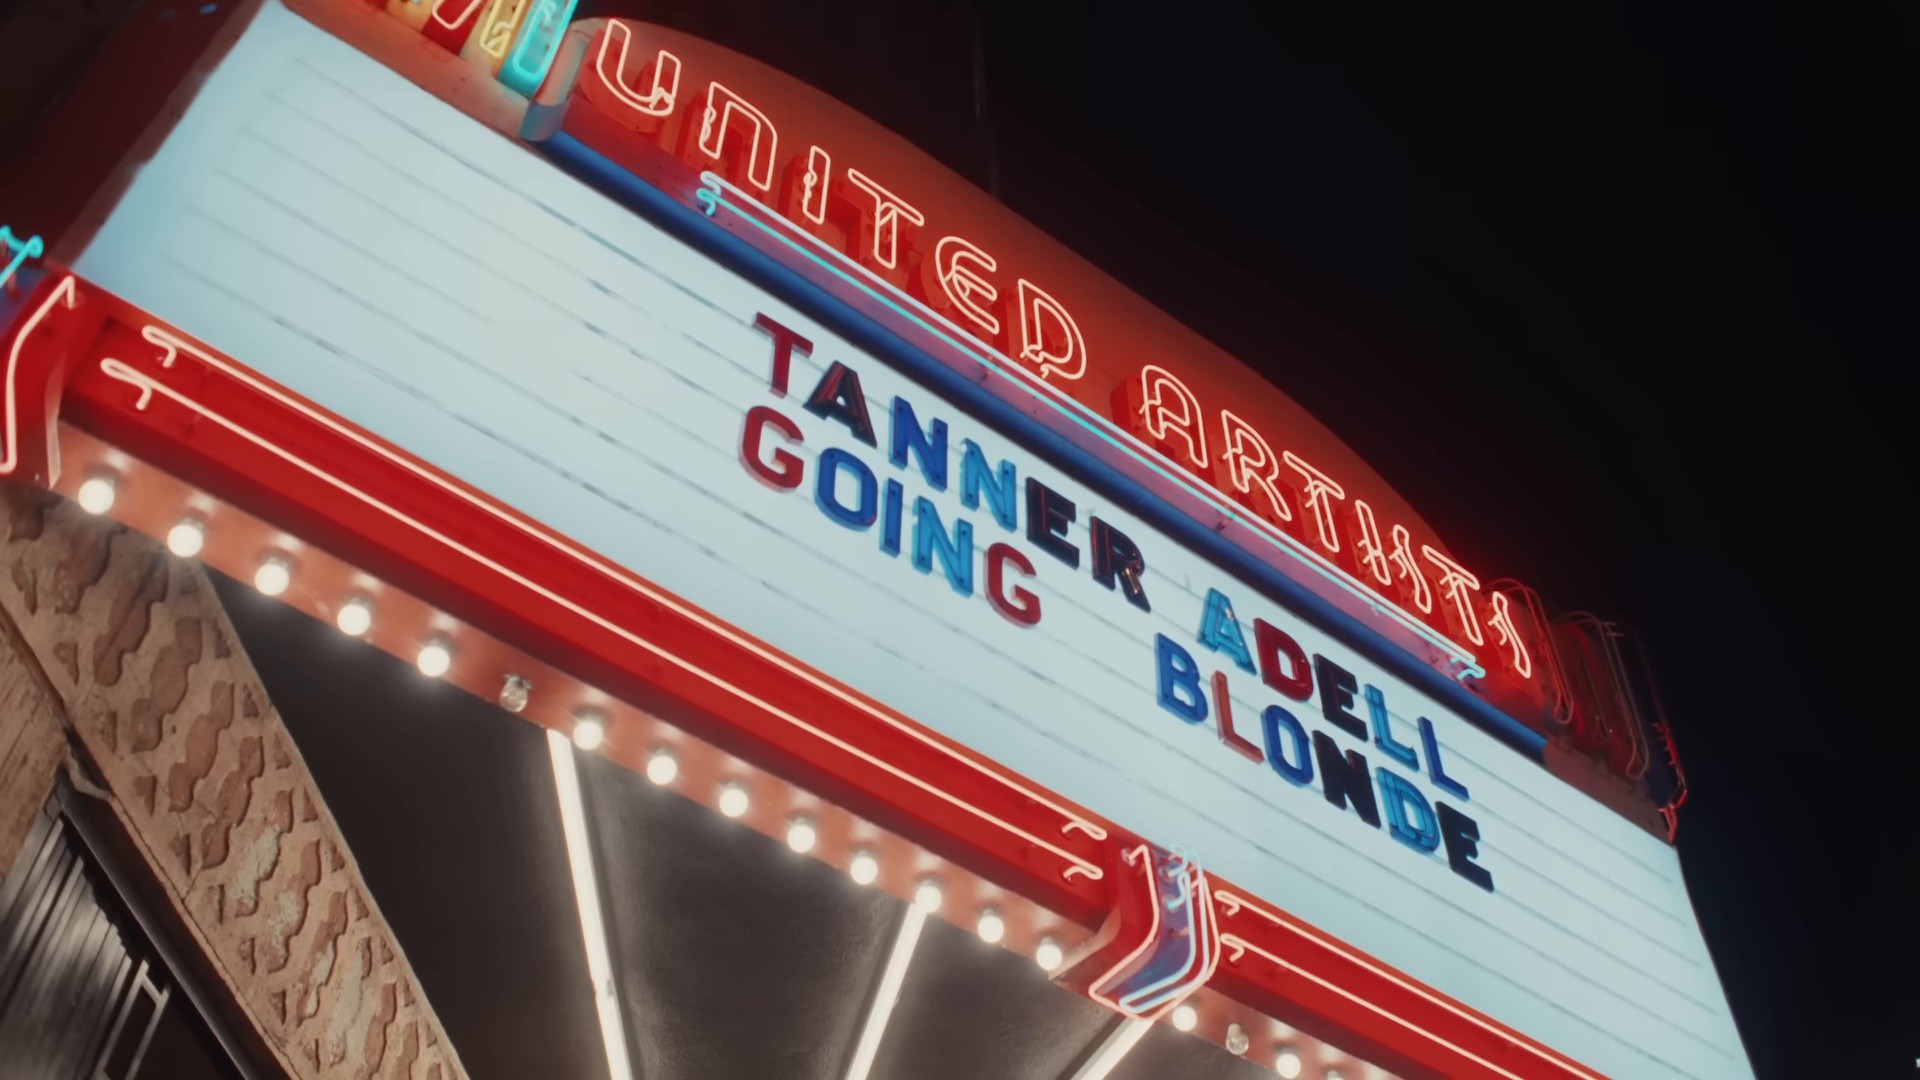 UNITED ARTISTS
TANNER ADELL
GOING BLONDE